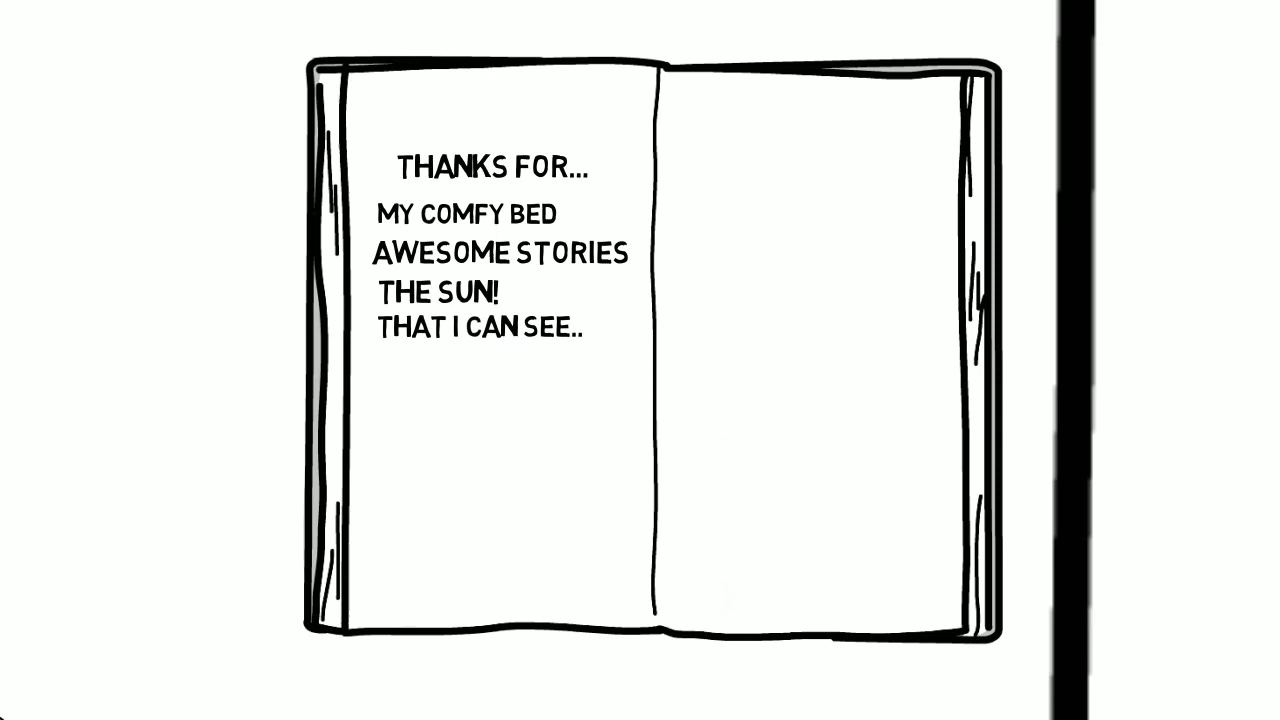 THANKS FOR...
MY COMFY BED
AWESOME STORIES
THE SUN!
THAT I CAN SEE..